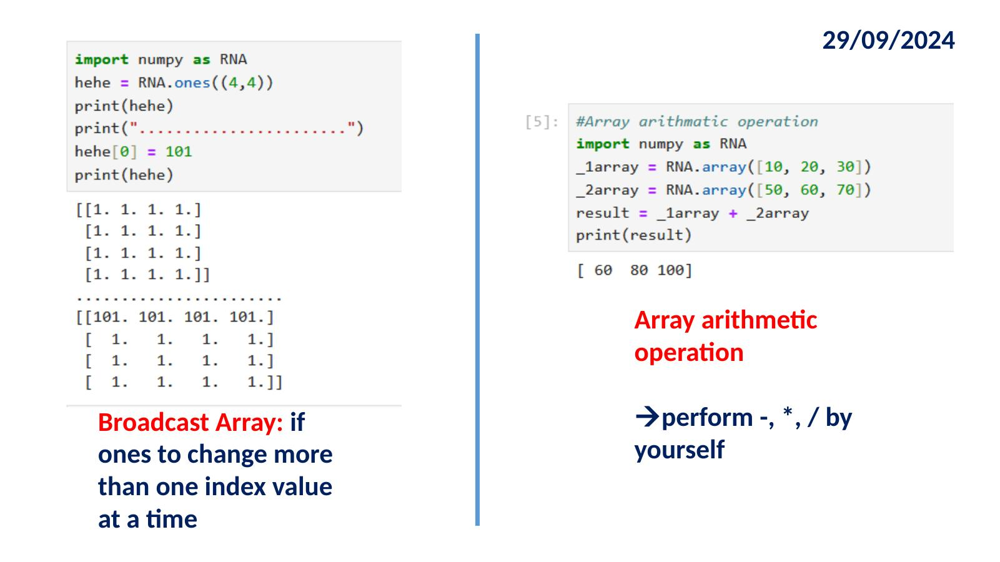 29/09/2024
import numpy as RNA
hehe = RNA.ones((4,4))
print(hehe)
print(".......................")
hehe[0] = 101
print(hehe)
[[1. 1. 1. 1.]
 [1. 1. 1. 1.]
 [1. 1. 1. 1.]
 [1. 1. 1. 1.]]
.......................
[[101. 101. 101. 101.]
 [  1.   1.   1.   1.]
 [  1.   1.   1.   1.]
 [  1.   1.   1.   1.]]
Broadcast Array: if
ones to change more
than one index value
at a time
[5]:
#Array arithmatic operation
import numpy as RNA
_1array = RNA.array([10, 20, 30])
_2array = RNA.array([50, 60, 70])
result = _1array + _2array
print(result)
[ 60  80 100]
Array arithmetic
operation
→perform -, *, / by
yourself